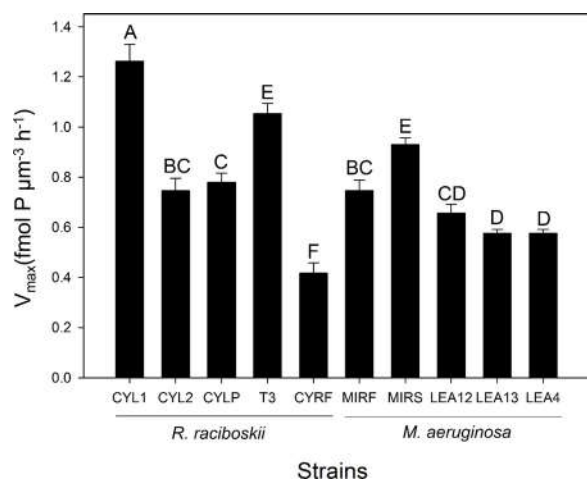 V_max(fmol P µm⁻³ h⁻¹)
1.4
1.2
1.0
0.8
0.6
0.4
0.2
0.0
A
BC
C
E
F
BC
E
CD
D
D
CYL1 CYL2 CYLP T3 CYRF MIRF MIRS LEA12 LEA13 LEA4
R. raciboskii M. aeruginosa
Strains